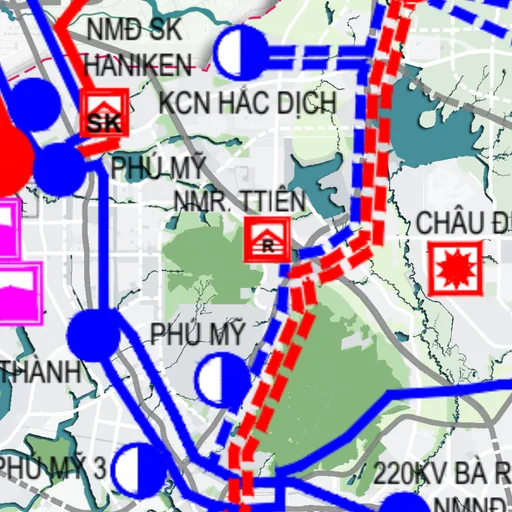 NMĐ SK
HANIKEN
KCN HẮC DỊCH
SK
PHÚ MỸ
NMR. TTIÊN
CHÂU Đ
R
PHÚ MỸ
THÀNH
PHÚ MỸ 3
220KV BÀ R
NMNĐ